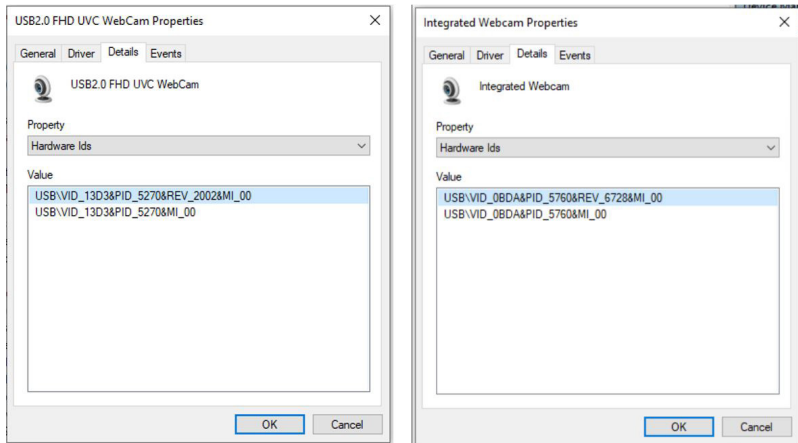 USB2.0 FHD UVC WebCam Properties
General Driver Details Events
USB2.0 FHD UVC WebCam
Property
Hardware Ids
Value
USB\VID_13D3&PID_5270&REV_2002&MI_00
USB\VID_13D3&PID_5270&MI_00
OK Cancel
Integrated Webcam Properties
General Driver Details Events
Integrated Webcam
Property
Hardware Ids
Value
USB\VID_0BDA&PID_5760&REV_6728&MI_00
USB\VID_0BDA&PID_5760&MI_00
OK Cancel